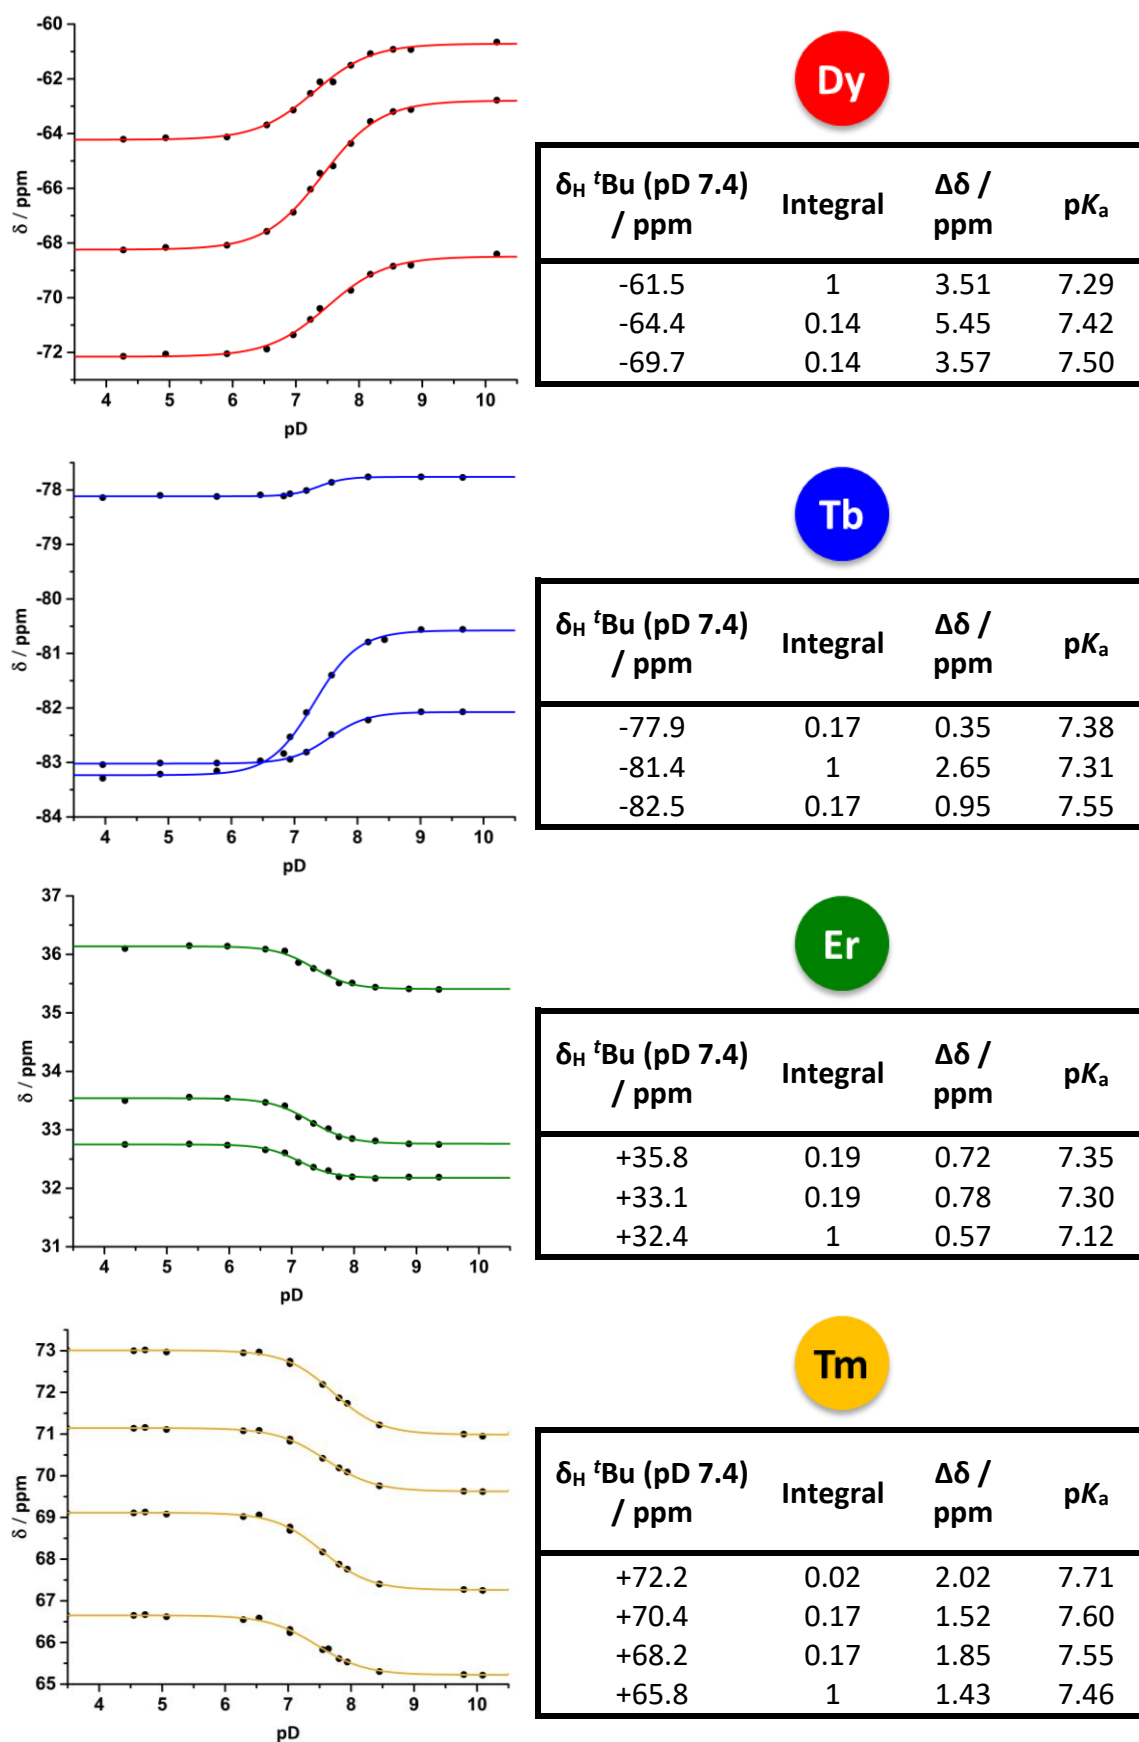 -60
-62
-64
-66
-68
-70
-72
δ / ppm
4 5 6 7 8 9 10
pD
Dy
δH tBu (pD 7.4) / ppm Integral Δδ / ppm pKa
-61.5 1 3.51 7.29
-64.4 0.14 5.45 7.42
-69.7 0.14 3.57 7.50
-78
-79
-80
-81
-82
-83
-84
δ / ppm
4 5 6 7 8 9 10
pD
Tb
δH tBu (pD 7.4) / ppm Integral Δδ / ppm pKa
-77.9 0.17 0.35 7.38
-81.4 1 2.65 7.31
-82.5 0.17 0.95 7.55
37
36
35
33
32
31
δ / ppm
4 5 6 7 8 9 10
pD
Er
δH tBu (pD 7.4) / ppm Integral Δδ / ppm pKa
+35.8 0.19 0.72 7.35
+33.1 0.19 0.78 7.30
+32.4 1 0.57 7.12
73
72
71
70
69
68
67
66
65
δ / ppm
4 5 6 7 8 9 10
pD
Tm
δH tBu (pD 7.4) / ppm Integral Δδ / ppm pKa
+72.2 0.02 2.02 7.71
+70.4 0.17 1.52 7.60
+68.2 0.17 1.85 7.55
+65.8 1 1.43 7.46